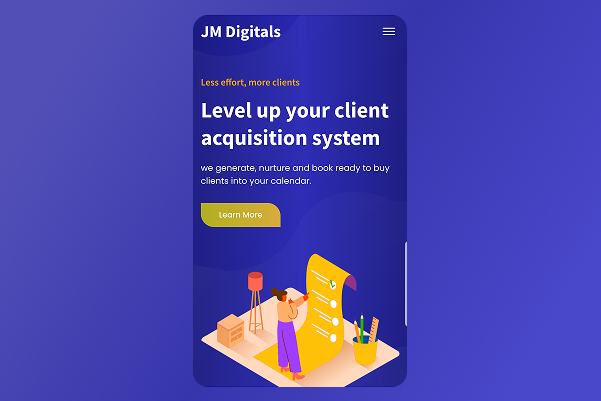 JM Digitals
Less effort, more clients
Level up your client
acquisition system
we generate, nurture and book ready to buy
clients into your calendar.
Learn More